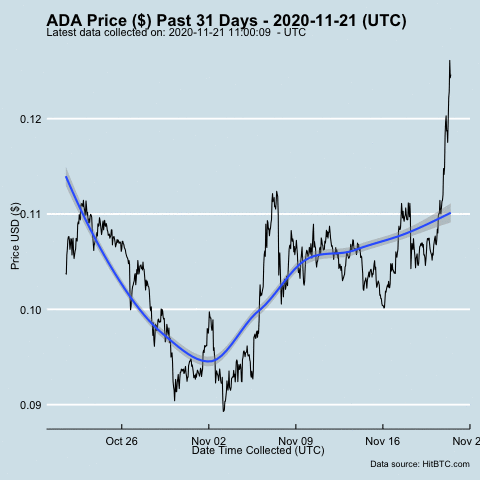 ADA Price ($) Past 31 Days - 2020-11-21 (UTC)
Latest data collected on: 2020-11-21 11:00:09 - UTC
0.12
0.11
0.10
0.09
Price USD ($)
Oct 26 Nov 02 Nov 09 Nov 16 Nov 2
Date Time Collected (UTC)
Data source: HitBTC.com